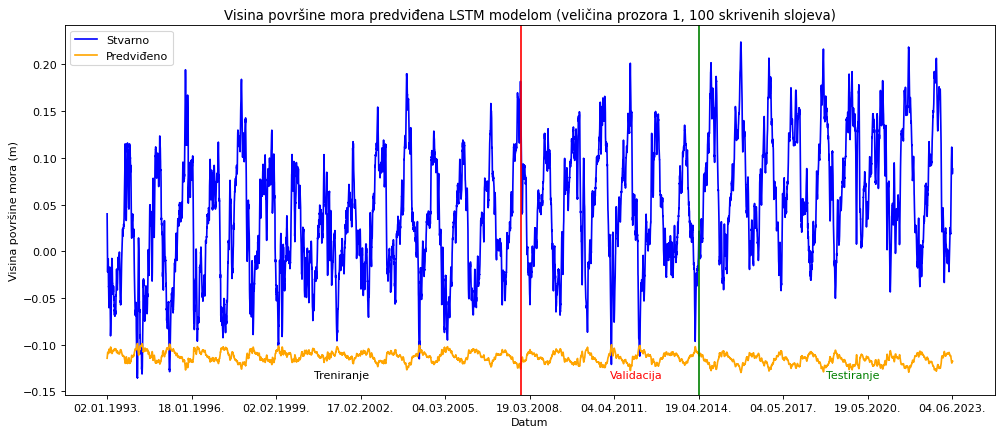 Visina površine mora predviđena LSTM modelom (veličina prozora 1, 100 skrivenih slojeva)
Stvarno
Predviđeno
0.20
0.15
0.10
0.05
0.00
−0.05
−0.10
−0.15
Visina površine mora (m)
Treniranje
Validacija
Testiranje
02.01.1993.
18.01.1996.
02.02.1999.
17.02.2002.
04.03.2005.
19.03.2008.
04.04.2011.
19.04.2014.
04.05.2017.
19.05.2020.
04.06.2023.
Datum